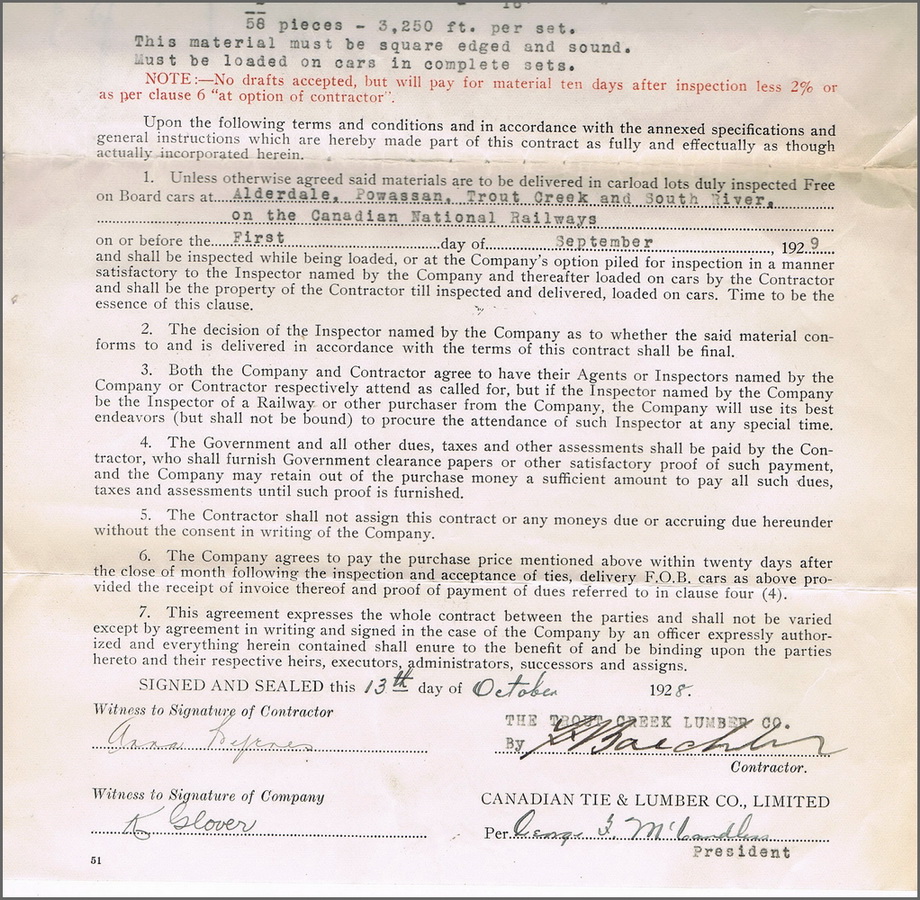 58 pieces - 3,250 ft. per set.
This material must be square edged and sound.
Must be loaded on cars in complete sets.
NOTE:—No drafts accepted, but will pay for material ten days after inspection less 2% or
as per clause 6 "at option of contractor".
Upon the following terms and conditions and in accordance with the annexed specifications and
general instructions which are hereby made part of this contract as fully and effectually as though
actually incorporated herein.
1. Unless otherwise agreed said materials are to be delivered in carload lots duly inspected Free
on Board cars at Alderdale, Powassan, Trout Creek and South River,
on the Canadian National Railways
on or before the First day of September, 1929
and shall be inspected while being loaded, or at the Company's option piled for inspection in a manner
satisfactory to the Inspector named by the Company and thereafter loaded on cars by the Contractor
and shall be the property of the Contractor till inspected and delivered, loaded on cars. Time to be the
essence of this clause.
2. The decision of the Inspector named by the Company as to whether the said material con-
forms to and is delivered in accordance with the terms of this contract shall be final.
3. Both the Company and Contractor agree to have their Agents or Inspectors named by the
Company or Contractor respectively attend as called for, but if the Inspector named by the Company
be the Inspector of a Railway or other purchaser from the Company, the Company will use its best
endeavors (but shall not be bound) to procure the attendance of such Inspector at any special time.
4. The Government and all other dues, taxes and other assessments shall be paid by the Con-
tractor, who shall furnish Government clearance papers or other satisfactory proof of such payment,
and the Company may retain out of the purchase money a sufficient amount to pay all such dues,
taxes and assessments until such proof is furnished.
5. The Contractor shall not assign this contract or any moneys due or accruing due hereunder
without the consent in writing of the Company.
6. The Company agrees to pay the purchase price mentioned above within twenty days after
the close of month following the inspection and acceptance of ties, delivery F.O.B. cars as above pro-
vided the receipt of invoice thereof and proof of payment of dues referred to in clause four (4).
7. This agreement expresses the whole contract between the parties and shall not be varied
except by agreement in writing and signed in the case of the Company by an officer expressly author-
ized and everything herein contained shall enure to the benefit of and be binding upon the parties
hereto and their respective heirs, executors, administrators, successors and assigns.
SIGNED AND SEALED this 13th day of October 1928.
Witness to Signature of Contractor
THE TROUT CREEK LUMBER CO.
Anna Byrnes
By
Contractor.
Witness to Signature of Company
CANADIAN TIE & LUMBER CO., LIMITED
K Glover
Per George
President
51